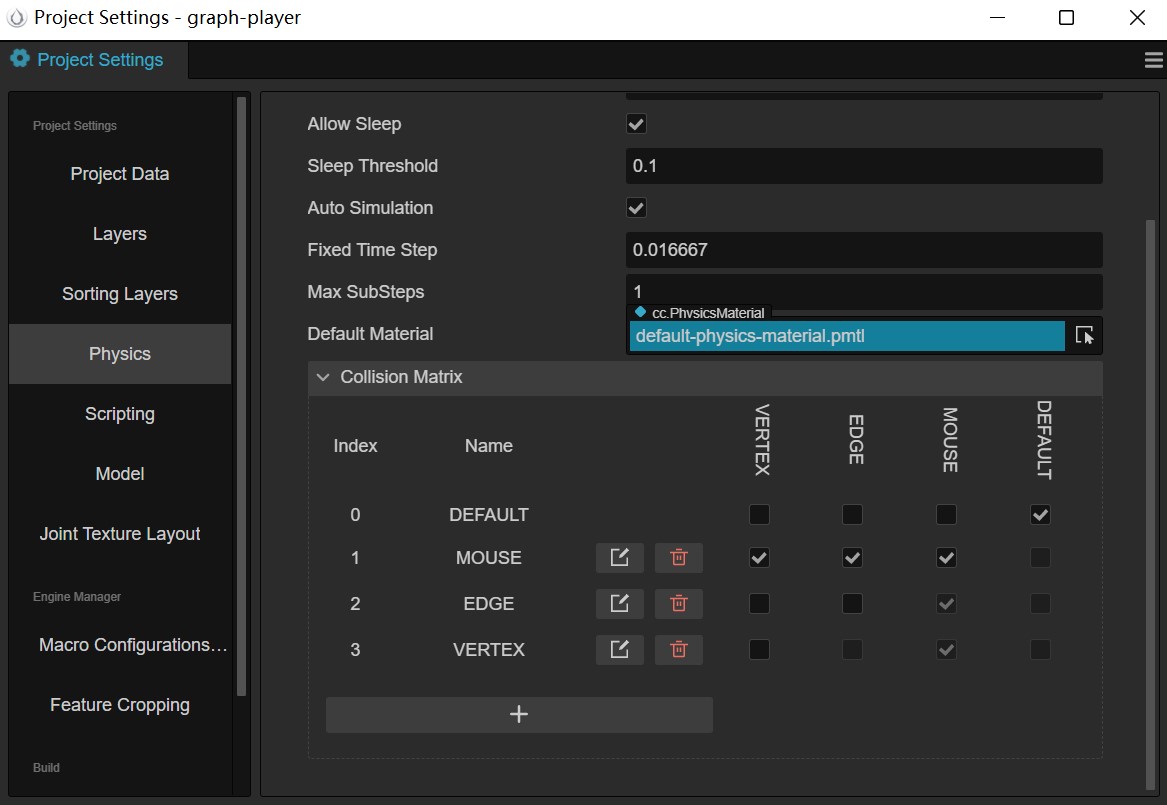 Project Settings - graph-player
Project Settings
Project Settings
Project Data
Layers
Sorting Layers
Physics
Scripting
Model
Joint Texture Layout
Engine Manager
Macro Configurations…
Feature Cropping
Build
Allow Sleep
Sleep Threshold
0.1
Auto Simulation
Fixed Time Step
0.016667
Max SubSteps
1
cc.PhysicsMaterial
Default Material
default-physics-material.pmtl
Collision Matrix
Index Name VERTEX EDGE MOUSE DEFAULT
0 DEFAULT
1 MOUSE
2 EDGE
3 VERTEX